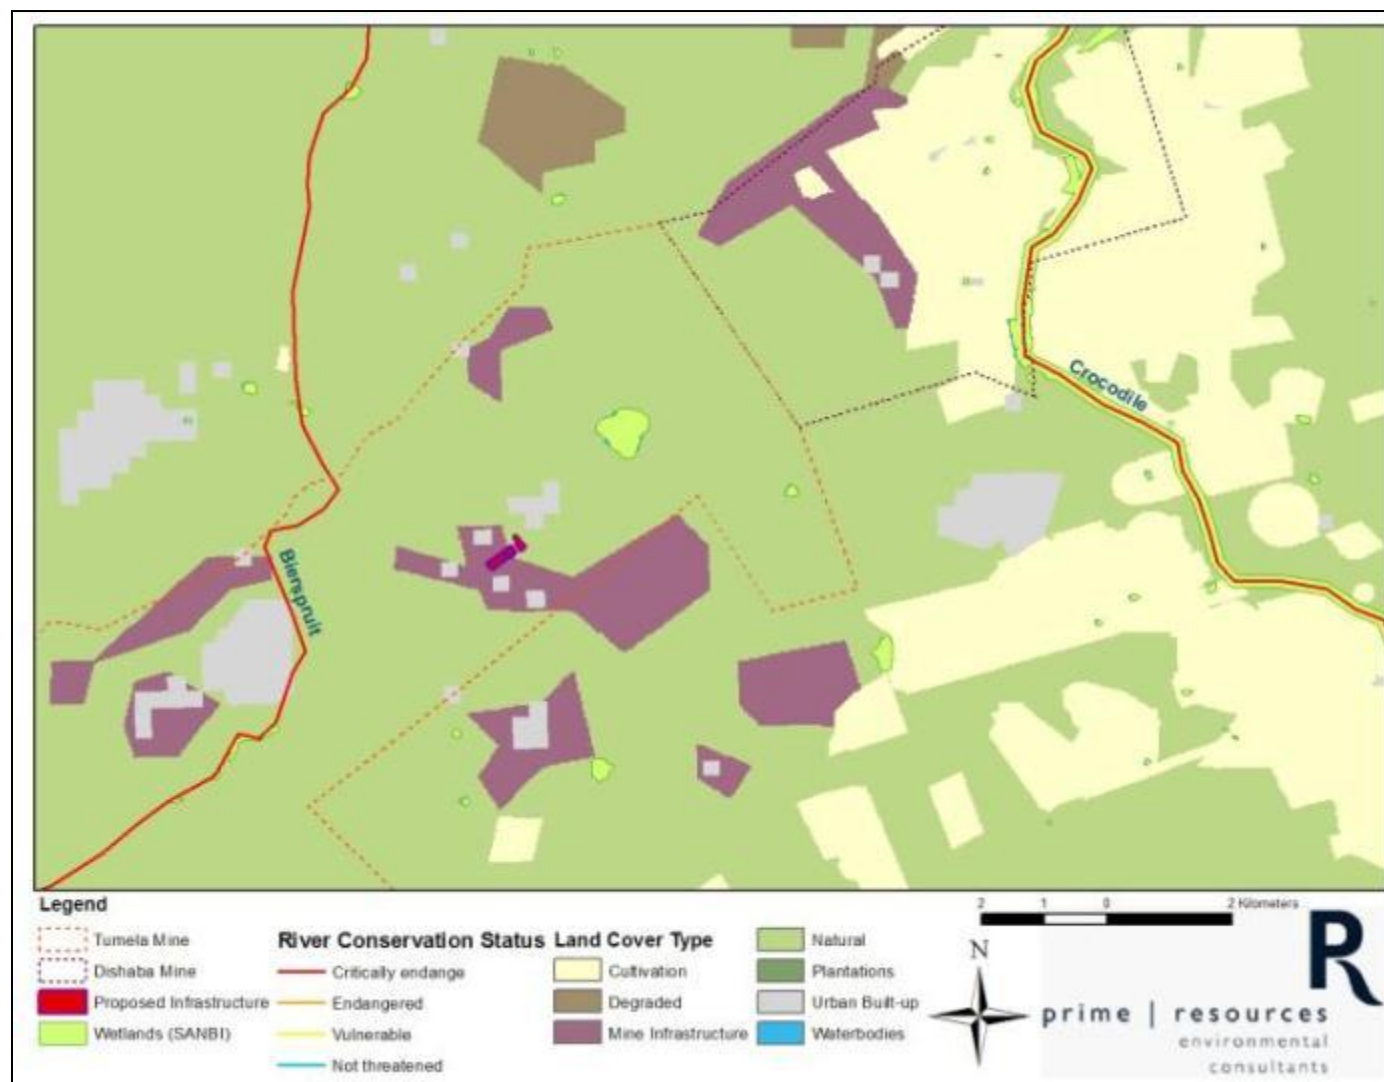 Crocodile
Bierspruit
Legend
Tumela Mine
Dishaba Mine
Proposed Infrastructure
Wetlands (SANBI)
River Conservation Status
Critically endange
Endangered
Vulnerable
Not threatened
Land Cover Type
Cultivation
Degraded
Mine Infrastructure
Natural
Plantations
Urban Built-up
Waterbodies
2 1 0 2 Kilometers
N
R
prime | resources
environmental
consultants